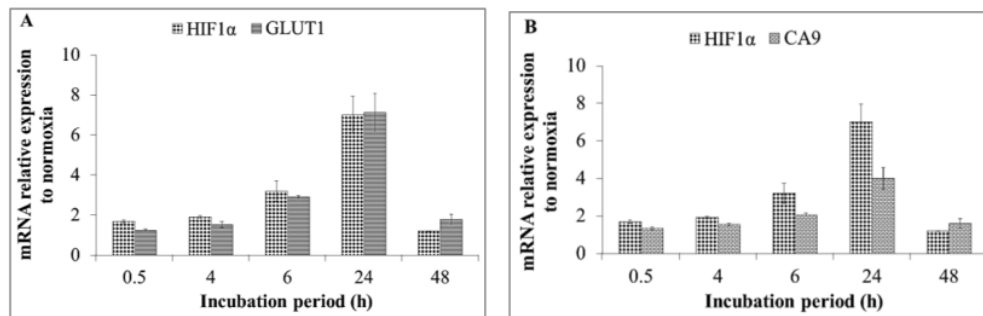 A
HIF1α GLUT1
mRNA relative expression
to normoxia
10
8
6
4
2
0
0.5 4 6 24 48
Incubation period (h)
B
HIF1α CA9
mRNA relative expression
to normoxia
10
8
6
4
2
0
0.5 4 6 24 48
Incubation period (h)